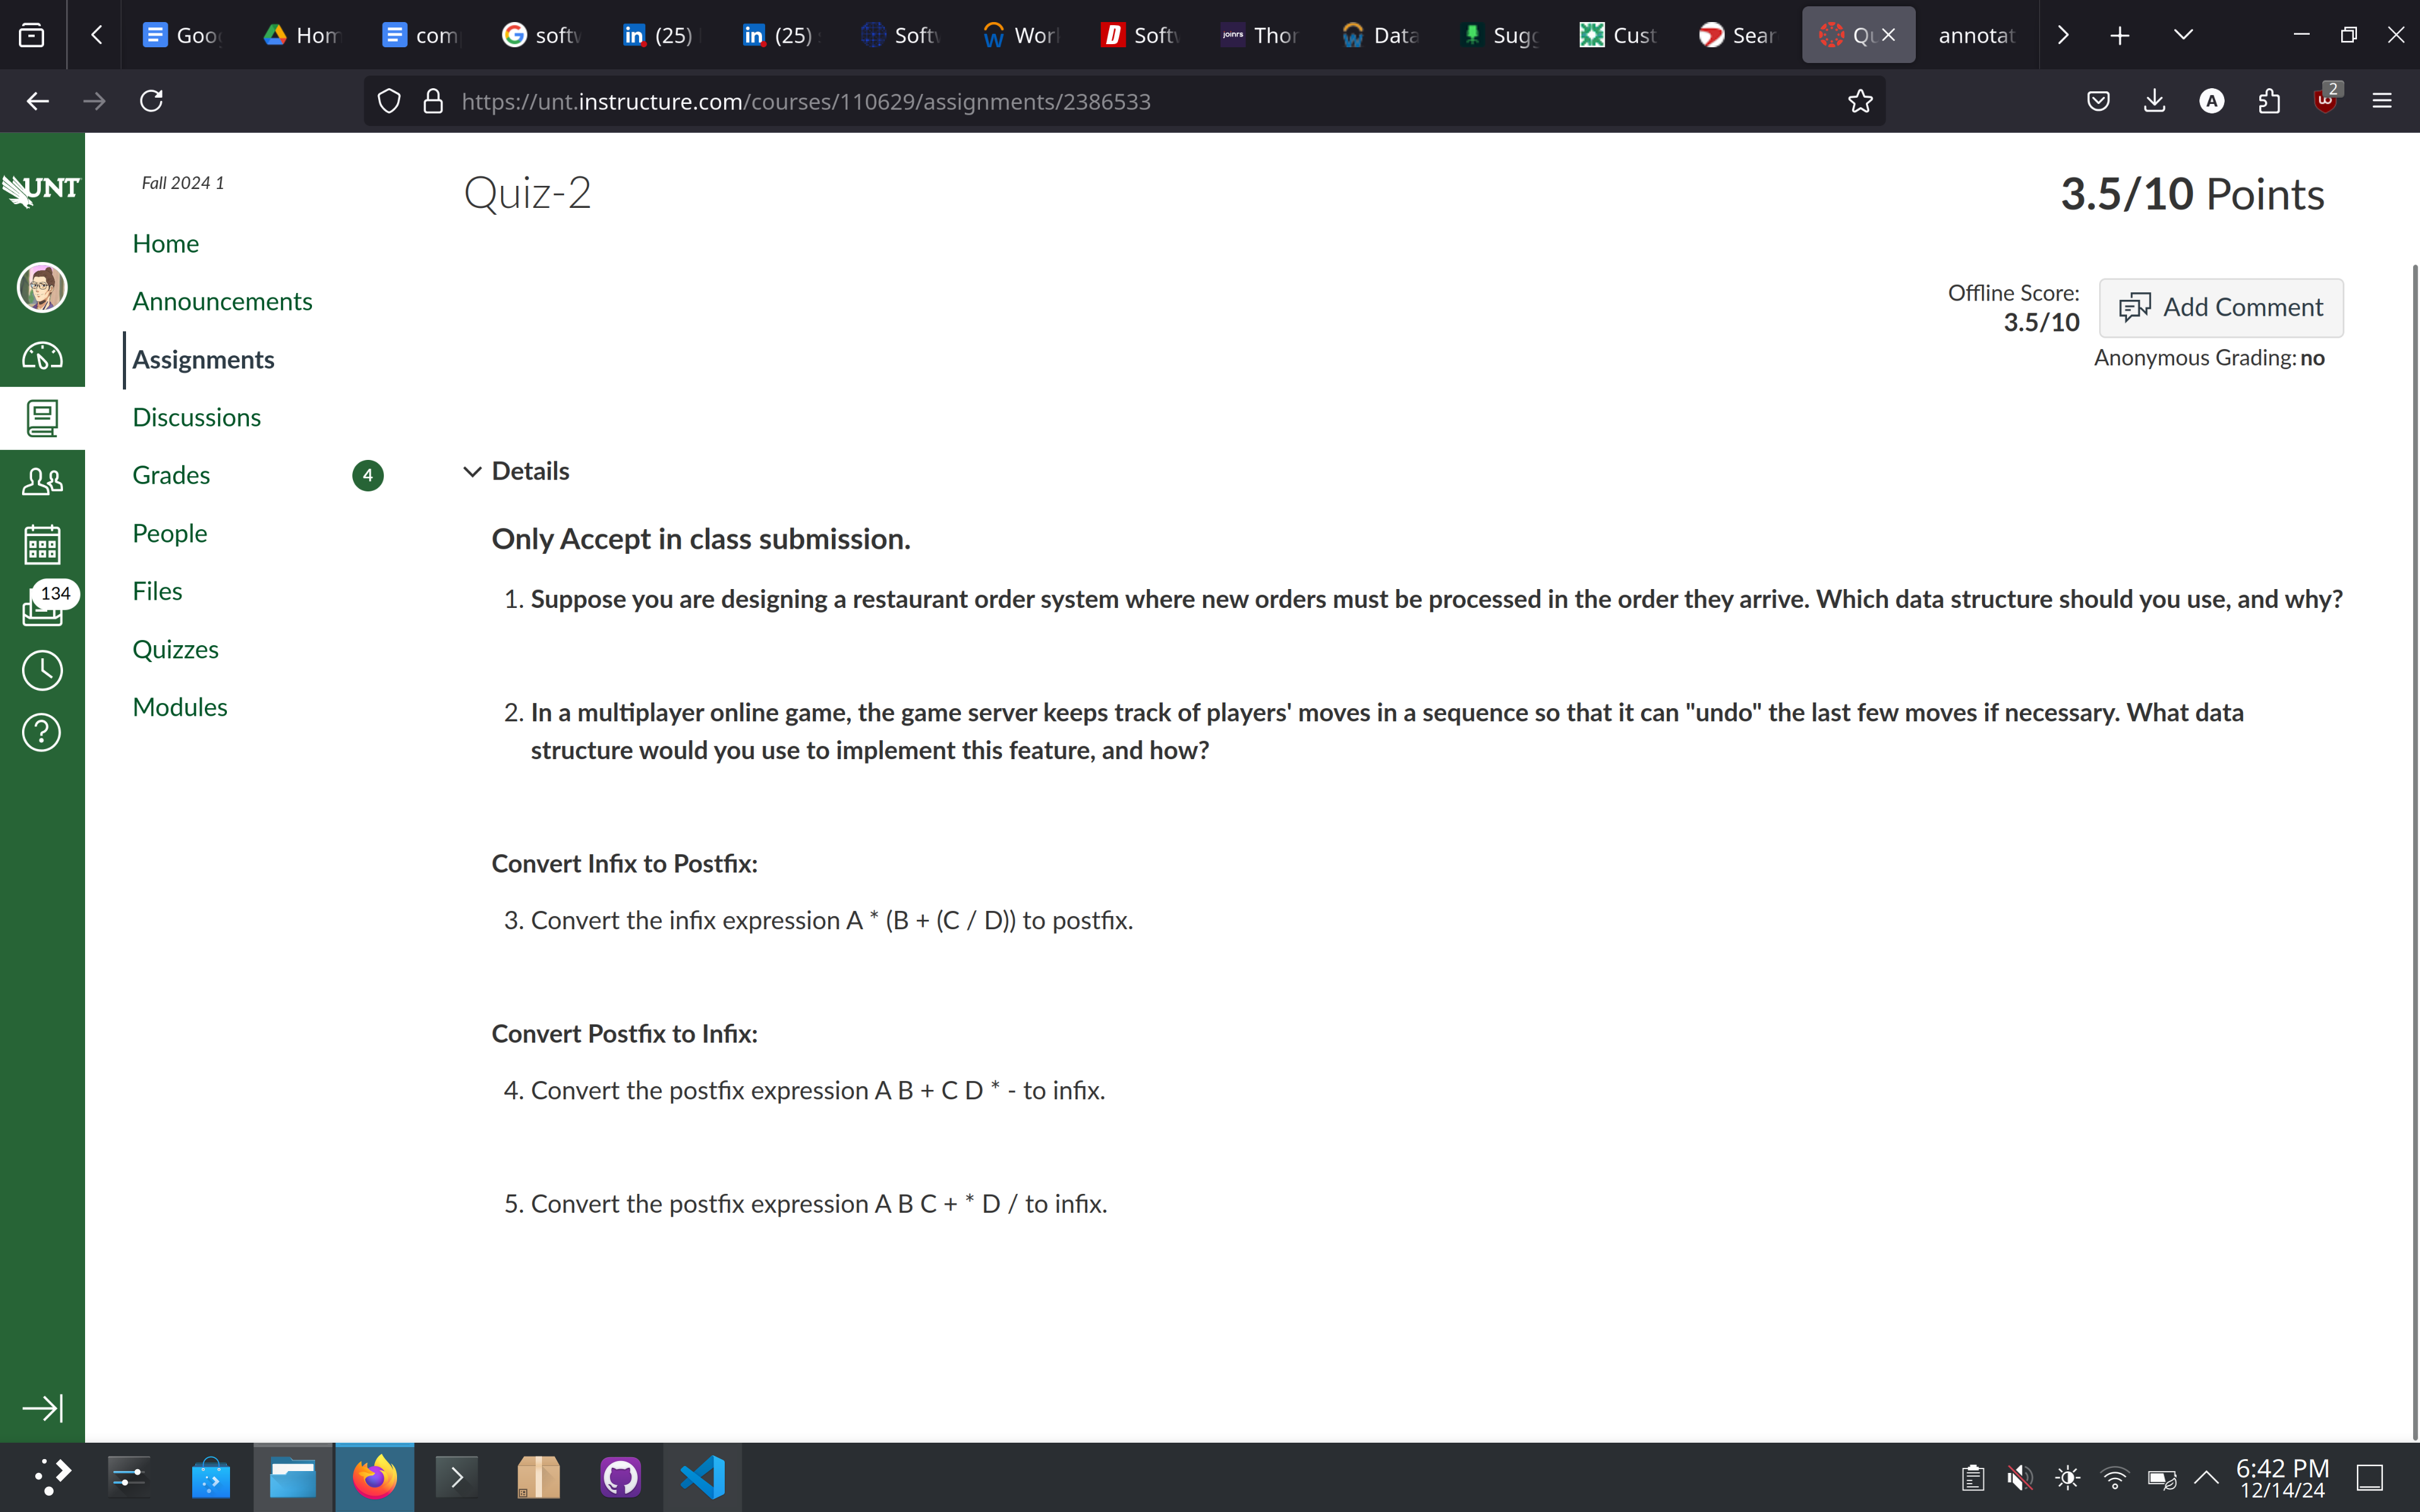 Goo
Hom
com
softw
(25)
(25)
Softw
Worl
Softw
joinrs Thor
Data
Sugg
Cust
Sear
Qu
annotat
https://unt.instructure.com/courses/110629/assignments/2386533
A
2
UNT
Fall 2024 1
Quiz-2
3.5/10 Points
Home
Announcements
Assignments
Discussions
Grades
4
People
Files
Quizzes
Modules
134
Offline Score:
3.5/10
Add Comment
Anonymous Grading: no
Details
Only Accept in class submission.
1. Suppose you are designing a restaurant order system where new orders must be processed in the order they arrive. Which data structure should you use, and why?
2. In a multiplayer online game, the game server keeps track of players' moves in a sequence so that it can "undo" the last few moves if necessary. What data
structure would you use to implement this feature, and how?
Convert Infix to Postfix:
3. Convert the infix expression A * (B + (C / D)) to postfix.
Convert Postfix to Infix:
4. Convert the postfix expression A B + C D * - to infix.
5. Convert the postfix expression A B C + * D / to infix.
6:42 PM
12/14/24